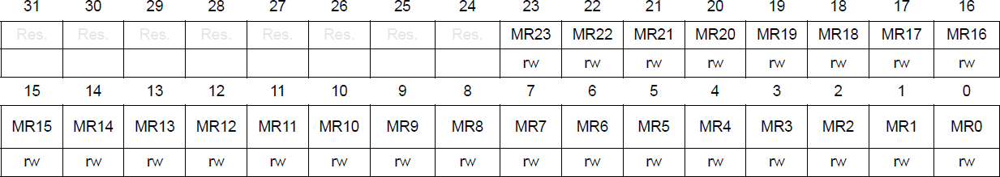 31 30 29 28 27 26 25 24 23 22 21 20 19 18 17 16
Res. Res. Res. Res. Res. Res. Res. Res. MR23 MR22 MR21 MR20 MR19 MR18 MR17 MR16
rw rw rw rw rw rw rw rw
15 14 13 12 11 10 9 8 7 6 5 4 3 2 1 0
MR15 MR14 MR13 MR12 MR11 MR10 MR9 MR8 MR7 MR6 MR5 MR4 MR3 MR2 MR1 MR0
rw rw rw rw rw rw rw rw rw rw rw rw rw rw rw rw